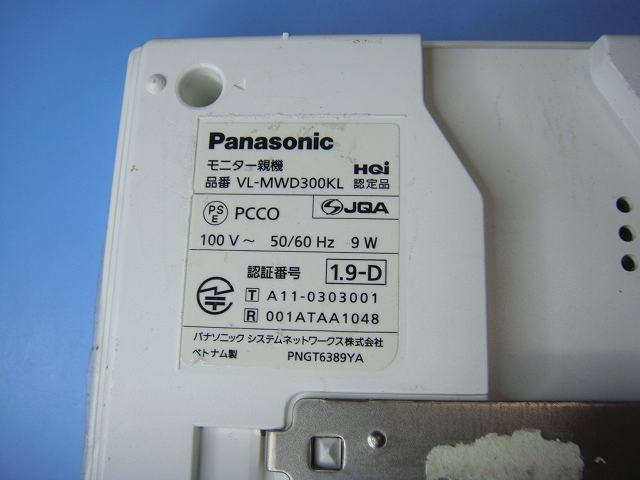 Panasonic
モニター親機
HQi
品番 VL-MWD300KL 認定品
PS E PCCO JQA
100 V～ 50/60 Hz 9 W
認証番号 1.9-D
T A11-0303001
R 001ATAA1048
パナソニック システムネットワークス株式会社
ベトナム製 PNGT6389YA